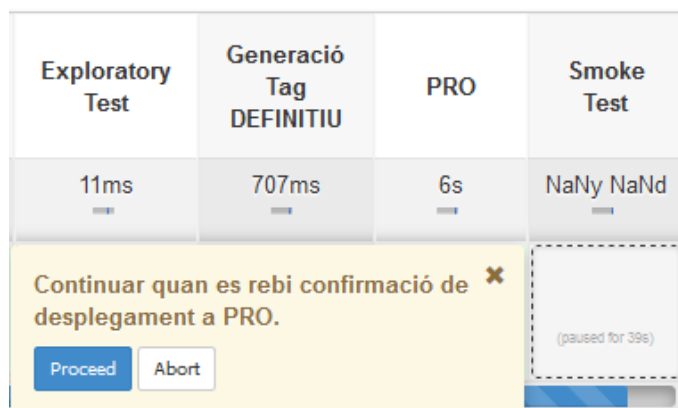 Exploratory
Test
Generació
Tag
DEFINITIU
PRO
Smoke
Test
11ms
707ms
6s
NaNy NaNd
Continuar quan es rebi confirmació de
desplegament a PRO.
Proceed
Abort
(paused for 39s)